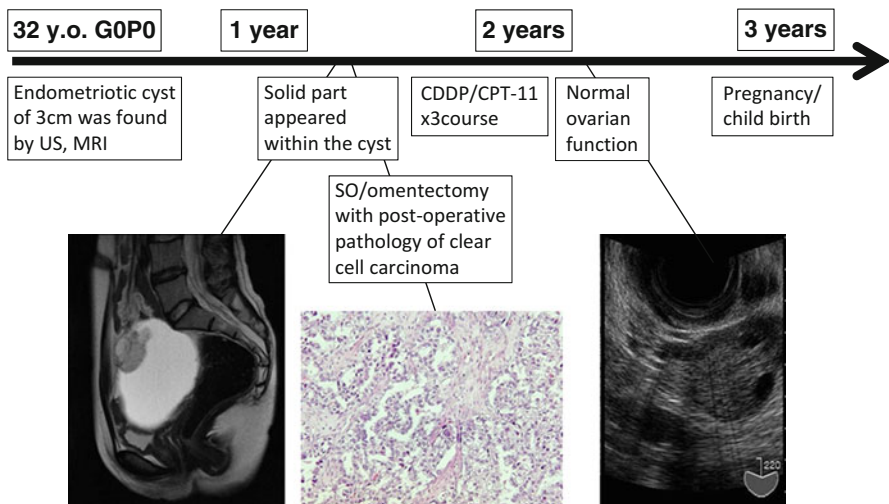 32 y.o. G0P0
1 year
2 years
3 years
Endometriotic cyst
of 3cm was found
by US, MRI
Solid part
appeared
within the cyst
CDDP/CPT-11
x3course
Normal
ovarian
function
Pregnancy/
child birth
SO/omentectomy
with post-operative
pathology of clear
cell carcinoma
220